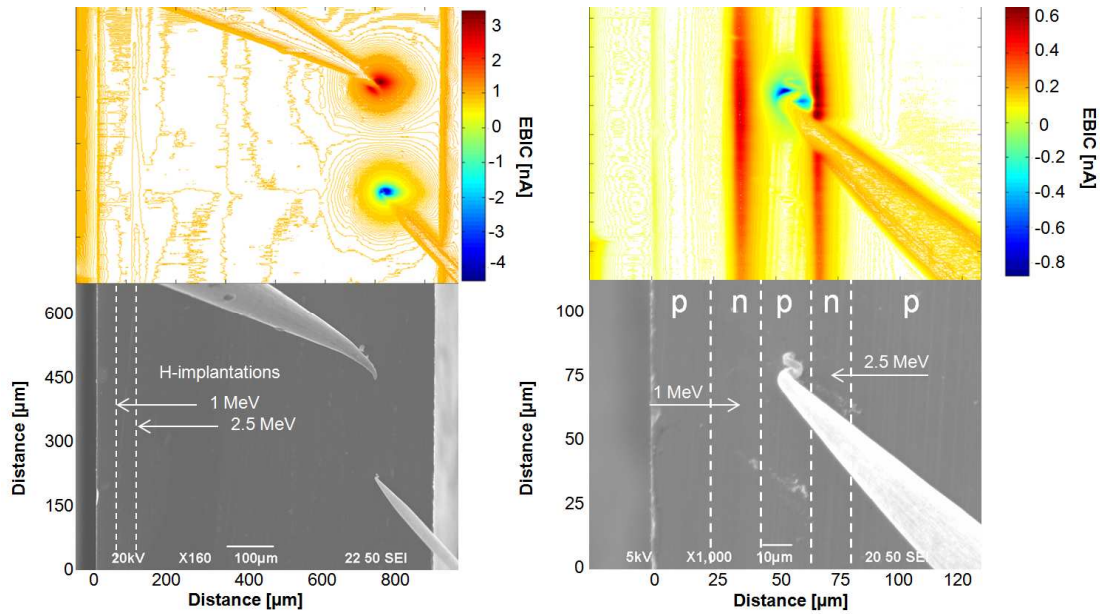 3
2
1
0
-1
-2
-3
-4
EBIC [nA]
600
450
300
150
0
Distance [µm]
H-implantations
1 MeV
2.5 MeV
20kV X160 100µm 22 50 SEI
0 200 400 600 800
Distance [µm]
0.6
0.4
0.2
0
-0.2
-0.4
-0.6
-0.8
EBIC [nA]
p n p n p
100
75
50
25
0
Distance [µm]
2.5 MeV
1 MeV
5kV X1,000 10µm 20 50 SEI
0 25 50 75 100 120
Distance [µm]